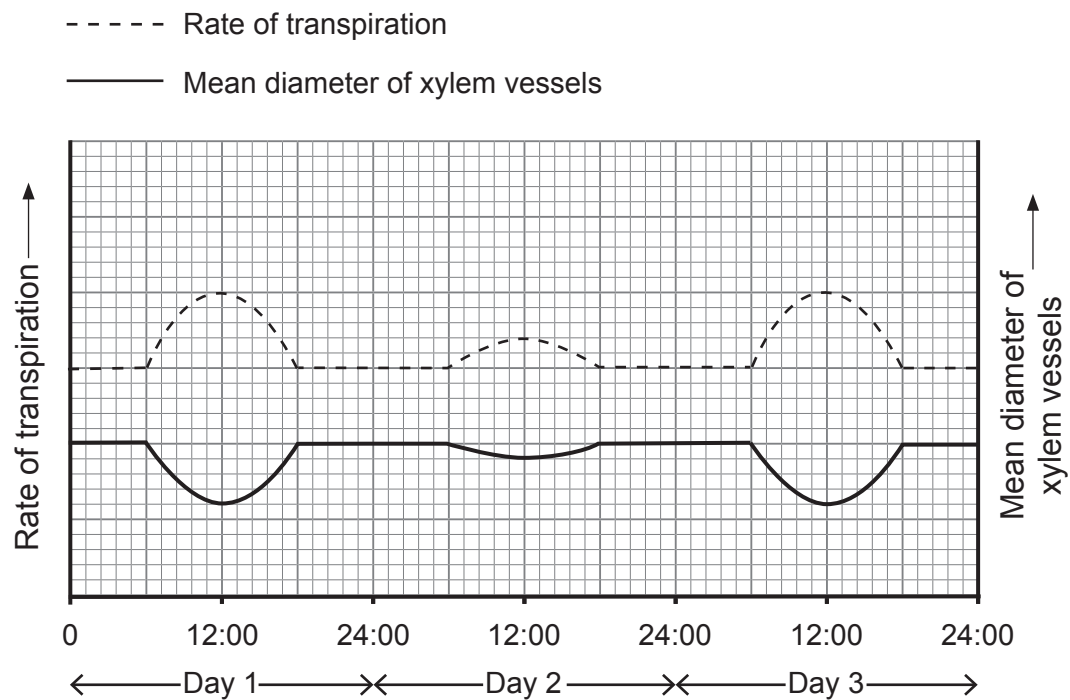 Rate of transpiration
Mean diameter of xylem vessels
Rate of transpiration
Mean diameter of
xylem vessels
0 12:00 24:00 12:00 24:00 12:00 24:00
Day 1 Day 2 Day 3